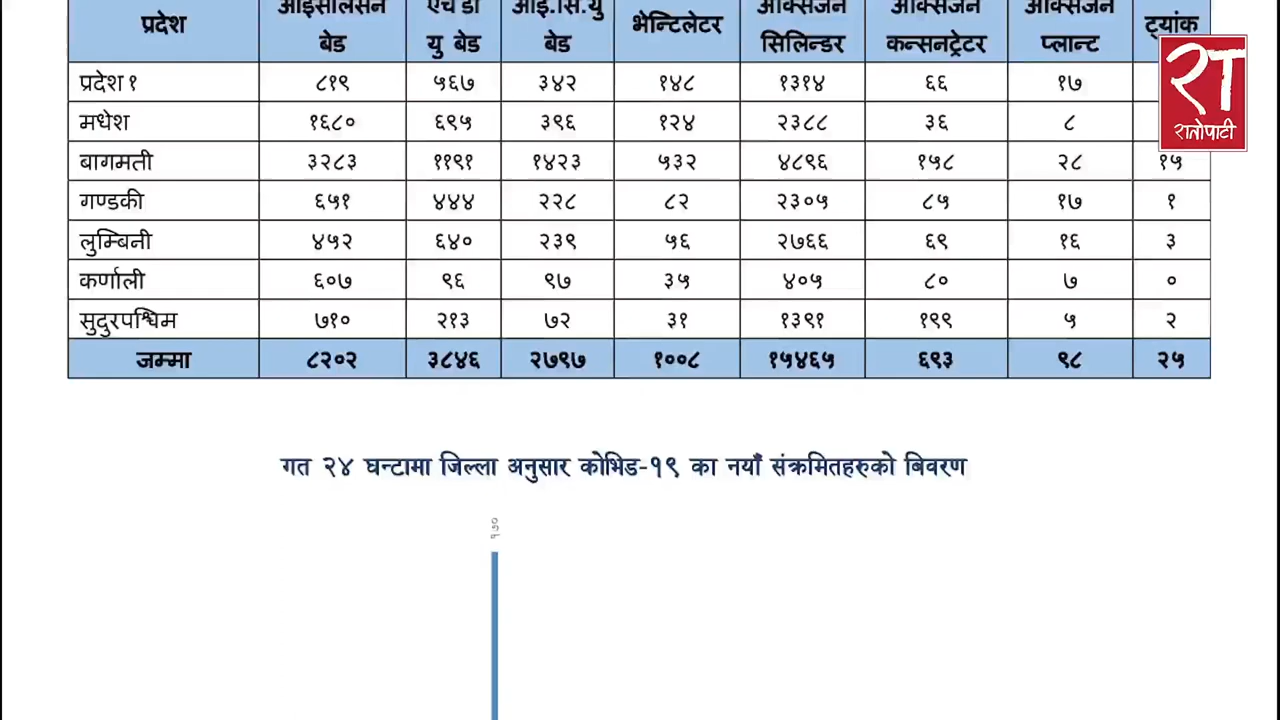 प्रदेश आइसोलेसन बेड एच डी यु बेड आई.सि.यु बेड भेन्टिलेटर अक्सिजन सिलिन्डर अक्सिजन कन्सनट्रेटर अक्सिजन प्लान्ट ट्यांक
प्रदेश १ ८१९ ५६७ ३४२ १४८ १३१४ ६६ १७
मधेश १६८० ६९५ ३९६ १२४ २३८८ ३६ ८
बागमती ३२८३ ११९१ १४२३ ५३२ ४८९६ १५८ २८ १५
गण्डकी ६५१ ४४४ २२८ ८२ २३०५ ८५ १७ १
लुम्बिनी ४५२ ६४० २३९ ५६ २७६६ ६९ १६ ३
कर्णाली ६०७ ९६ ९७ ३५ ४०५ ८० ७ ०
सुदुरपश्चिम ७१० २१३ ७२ ३१ १३९१ १९९ ५ २
जम्मा ८२०२ ३८४६ २७९७ १००८ १५४६५ ६९३ ९८ २५
रा
रातोपाटी
गत २४ घन्टामा जिल्ला अनुसार कोभिड-१९ का नयाँ संक्रमितहरुको बिवरण
१७०